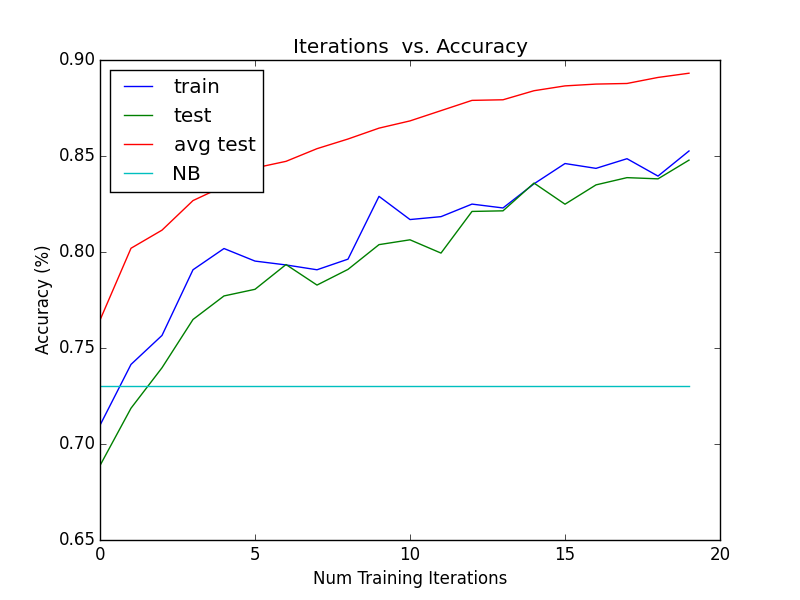 Iterations  vs. Accuracy
0.90
0.85
0.80
0.75
0.70
0.65
Accuracy (%)
train
test
avg test
NB
0 5 10 15 20
Num Training Iterations